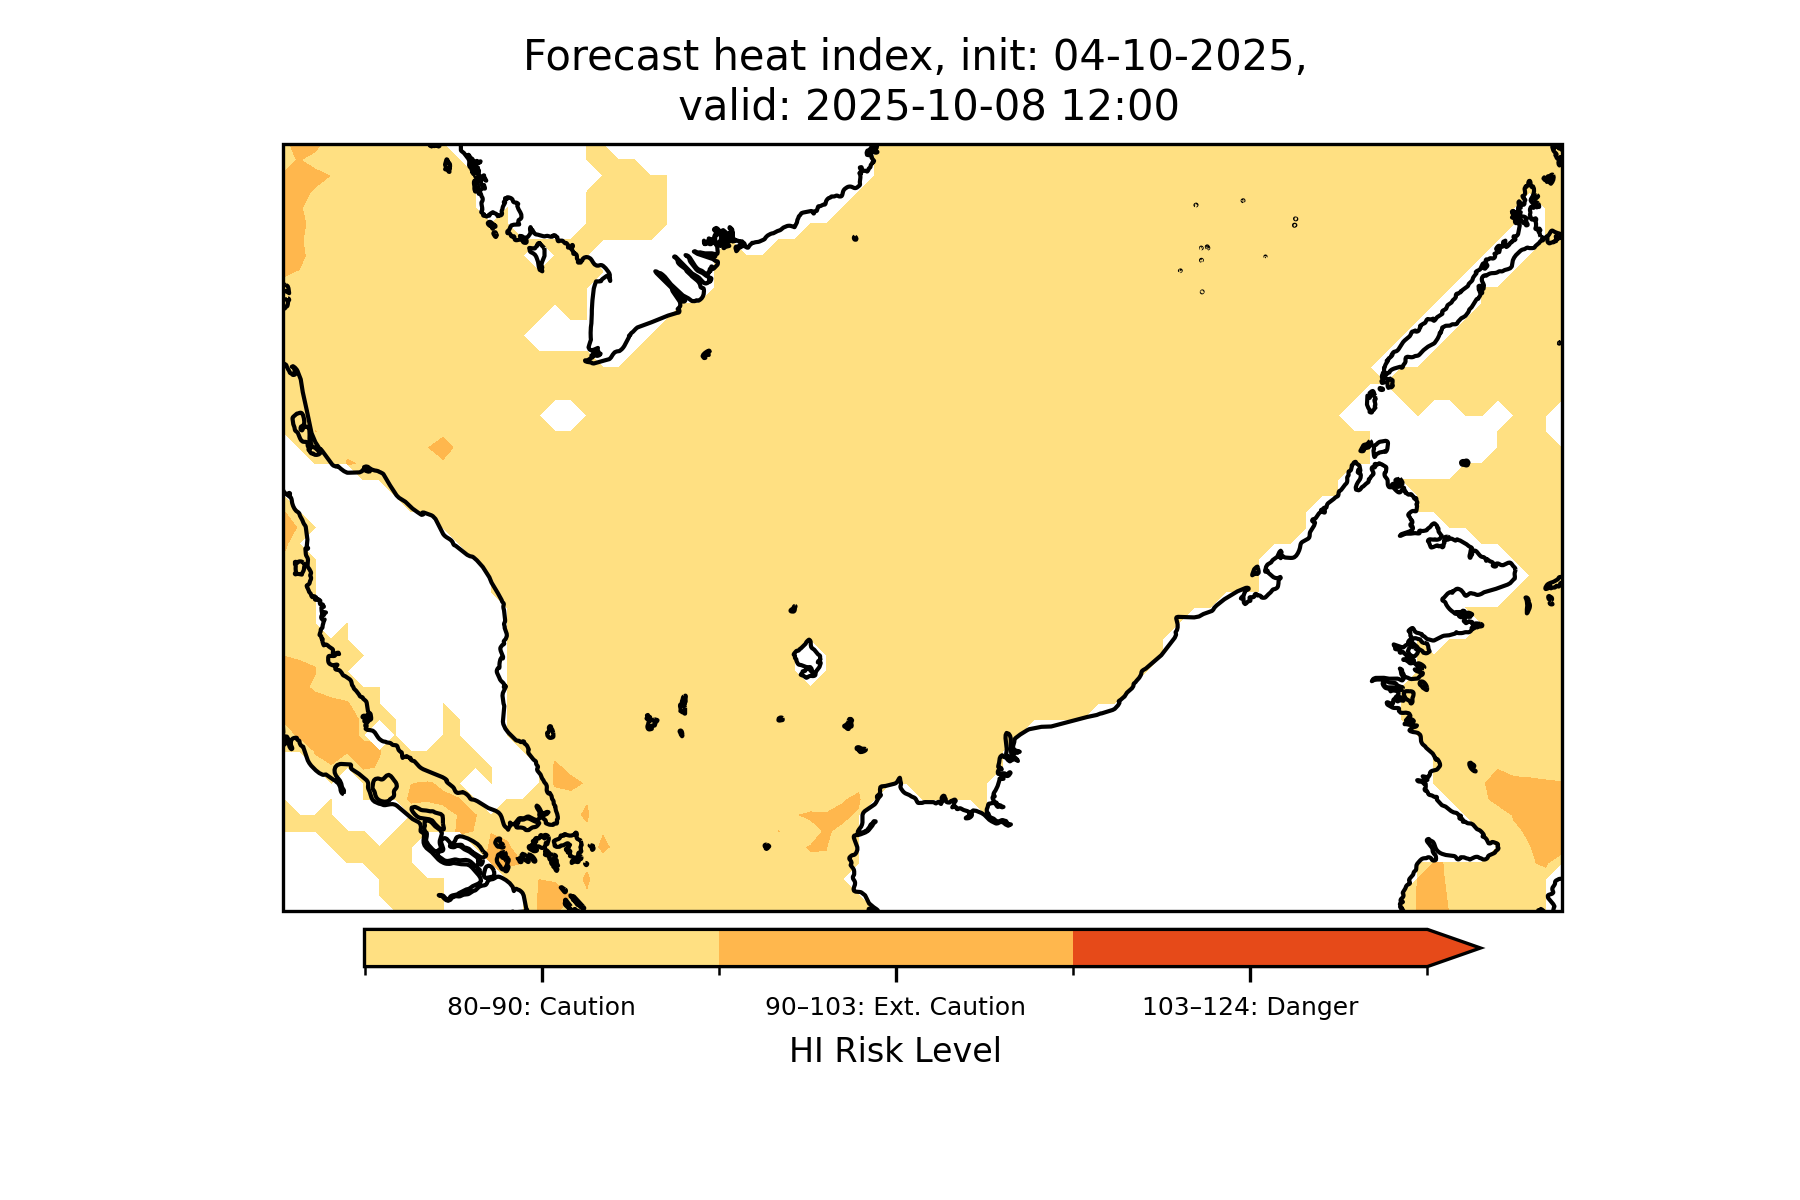 Forecast heat index, init: 04-10-2025,
valid: 2025-10-08 12:00
80–90: Caution
90–103: Ext. Caution
103–124: Danger
HI Risk Level